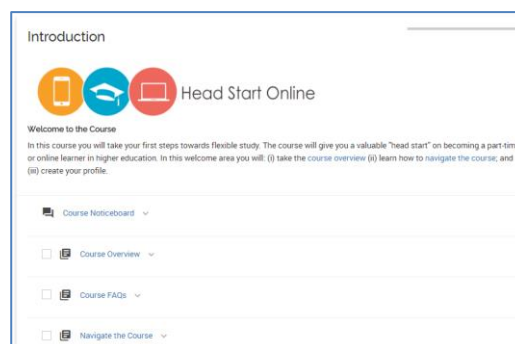 Introduction
Head Start Online
Welcome to the Course
In this course you will take your first steps towards flexible study. The course will give you a valuable "head start" on becoming a part-tim
or online learner in higher education. In this welcome area you will: (i) take the course overview (ii) learn how to navigate the course; and
(iii) create your profile.
Course Noticeboard
Course Overview
Course FAQs
Navigate the Course